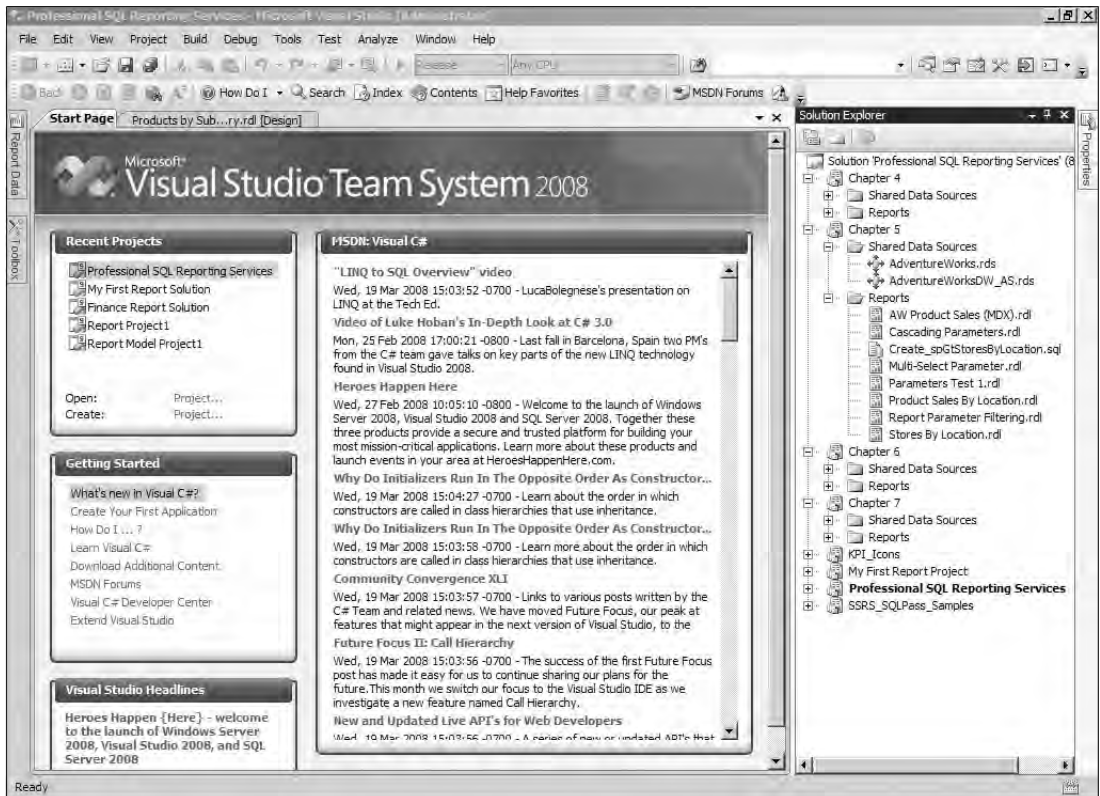 Professional SQL Reporting Services - Microsoft Visual Studio [Administrator]
File Edit View Project Build Debug Tools Test Analyze Window Help
Release Any CPU
Back How Do I Search Index Contents Help Favorites MSDN Forums
Report Data
Toolbox
Start Page Products by Sub...ry.rdl [Design]
Microsoft®
Visual Studio Team System 2008
Recent Projects
Professional SQL Reporting Services
My First Report Solution
Finance Report Solution
Report Project1
Report Model Project1
Open: Project...
Create: Project...
Getting Started
What's new in Visual C#?
Create Your First Application
How Do I ... ?
Learn Visual C#
Download Additional Content
MSDN Forums
Visual C# Developer Center
Extend Visual Studio
Visual Studio Headlines
Heroes Happen {Here} - welcome
to the launch of Windows Server
2008, Visual Studio 2008, and SQL
Server 2008
MSDN: Visual C#
"LINQ to SQL Overview" video
Wed, 19 Mar 2008 15:03:52 -0700 - LucaBolegnese's presentation on
LINQ at the Tech Ed.
Video of Luke Hoban's In-Depth Look at C# 3.0
Mon, 25 Feb 2008 17:00:21 -0800 - Last fall in Barcelona, Spain two PM's
from the C# team gave talks on key parts of the new LINQ technology
found in Visual Studio 2008.
Heroes Happen Here
Wed, 27 Feb 2008 10:05:10 -0800 - Welcome to the launch of Windows
Server 2008, Visual Studio 2008 and SQL Server 2008. Together these
three products provide a secure and trusted platform for building your
most mission-critical applications. Learn more about these products and
launch events in your area at HeroesHappenHere.com.
Why Do Initializers Run In The Opposite Order As Constructor...
Wed, 19 Mar 2008 15:04:27 -0700 - Learn about the order in which
constructors are called in class hierarchies that use inheritance.
Why Do Initializers Run In The Opposite Order As Constructor...
Wed, 19 Mar 2008 15:03:58 -0700 - Learn more about the order in which
constructors are called in class hierarchies that use inheritance.
Community Convergence XLI
Wed, 19 Mar 2008 15:03:57 -0700 - Links to various posts written by the
C# Team and related news. We have moved Future Focus, our peak at
features that might appear in the next version of Visual Studio, to the
Future Focus II: Call Hierarchy
Wed, 19 Mar 2008 15:03:56 -0700 - The success of the first Future Focus
post has made it easy for us to continue sharing our plans for the
future.This month we switch our focus to the Visual Studio IDE as we
investigate a new feature named Call Hierarchy.
New and Updated Live API's for Web Developers
Wed, 19 Mar 2008 15:03:56 -0700 - A series of new or updated API's that
Solution Explorer
Solution 'Professional SQL Reporting Services' (8
Chapter 4
Shared Data Sources
Reports
Chapter 5
Shared Data Sources
AdventureWorks.rds
AdventureWorksDW_AS.rds
Reports
AW Product Sales (MDX).rdl
Cascading Parameters.rdl
Create_spGtStoresByLocation.sql
Multi-Select Parameter.rdl
Parameters Test 1.rdl
Product Sales By Location.rdl
Report Parameter Filtering.rdl
Stores By Location.rdl
Chapter 6
Shared Data Sources
Reports
Chapter 7
Shared Data Sources
Reports
KPI_Icons
My First Report Project
Professional SQL Reporting Services
SSRS_SQLPass_Samples
Properties
Ready